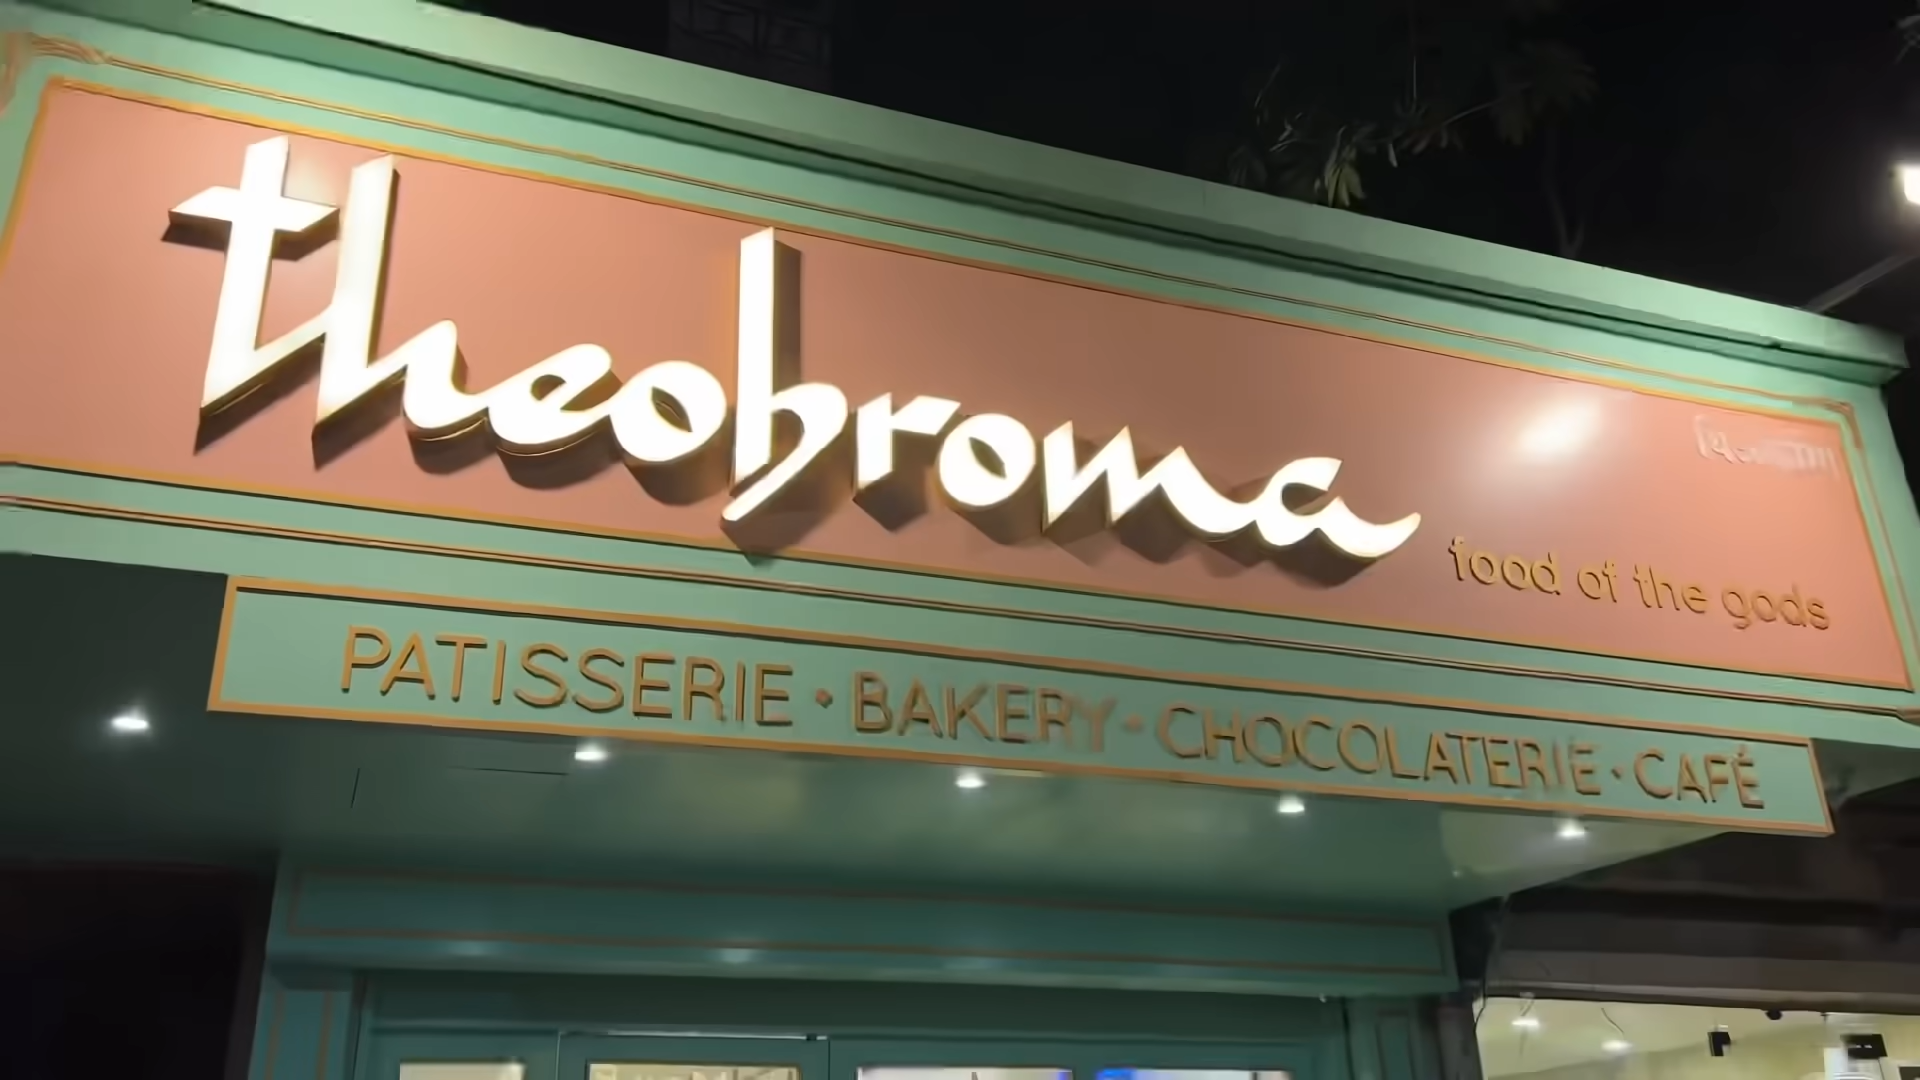 theobroma
food of the gods
PATISSERIE • BAKERY • CHOCOLATERIE • CAFÉ